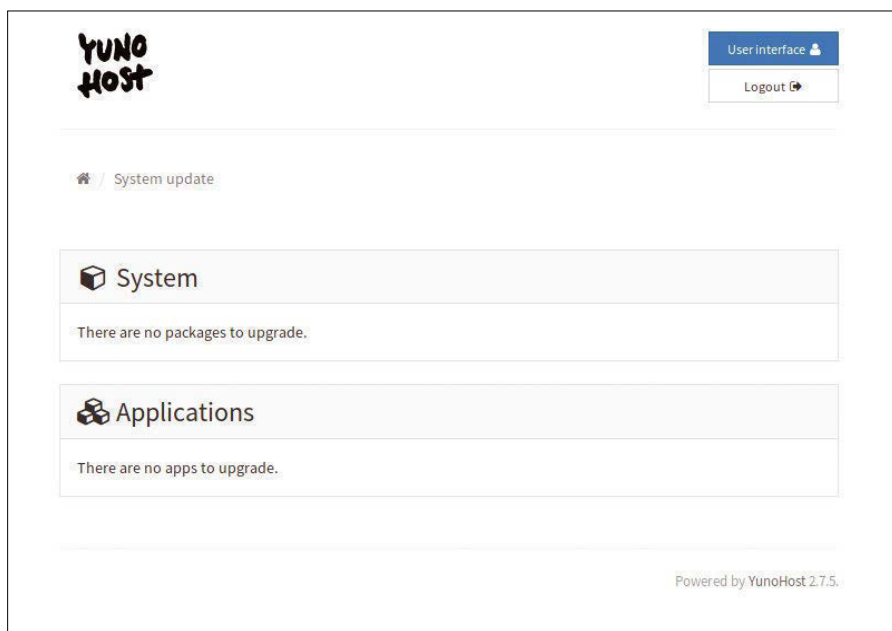 YUNO
HOST
User interface
Logout
/ System update
System
There are no packages to upgrade.
Applications
There are no apps to upgrade.
Powered by YunoHost 2.7.5.